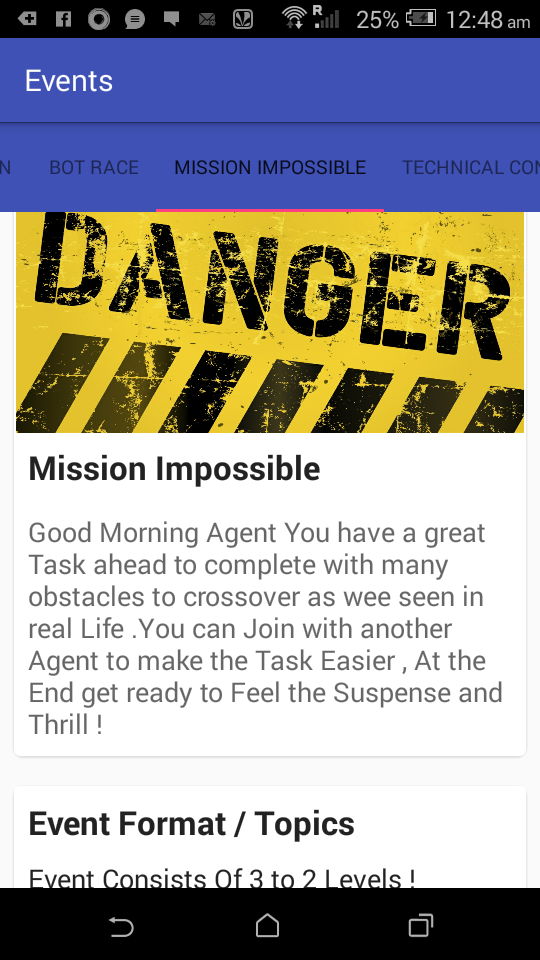 R
25%
12:48 am
Events
N
BOT RACE
MISSION IMPOSSIBLE
TECHNICAL CON
DANGER
Mission Impossible
Good Morning Agent You have a great
Task ahead to complete with many
obstacles to crossover as wee seen in
real Life .You can Join with another
Agent to make the Task Easier , At the
End get ready to Feel the Suspense and
Thrill !
Event Format / Topics
Event Consists Of 3 to 2 Levels !